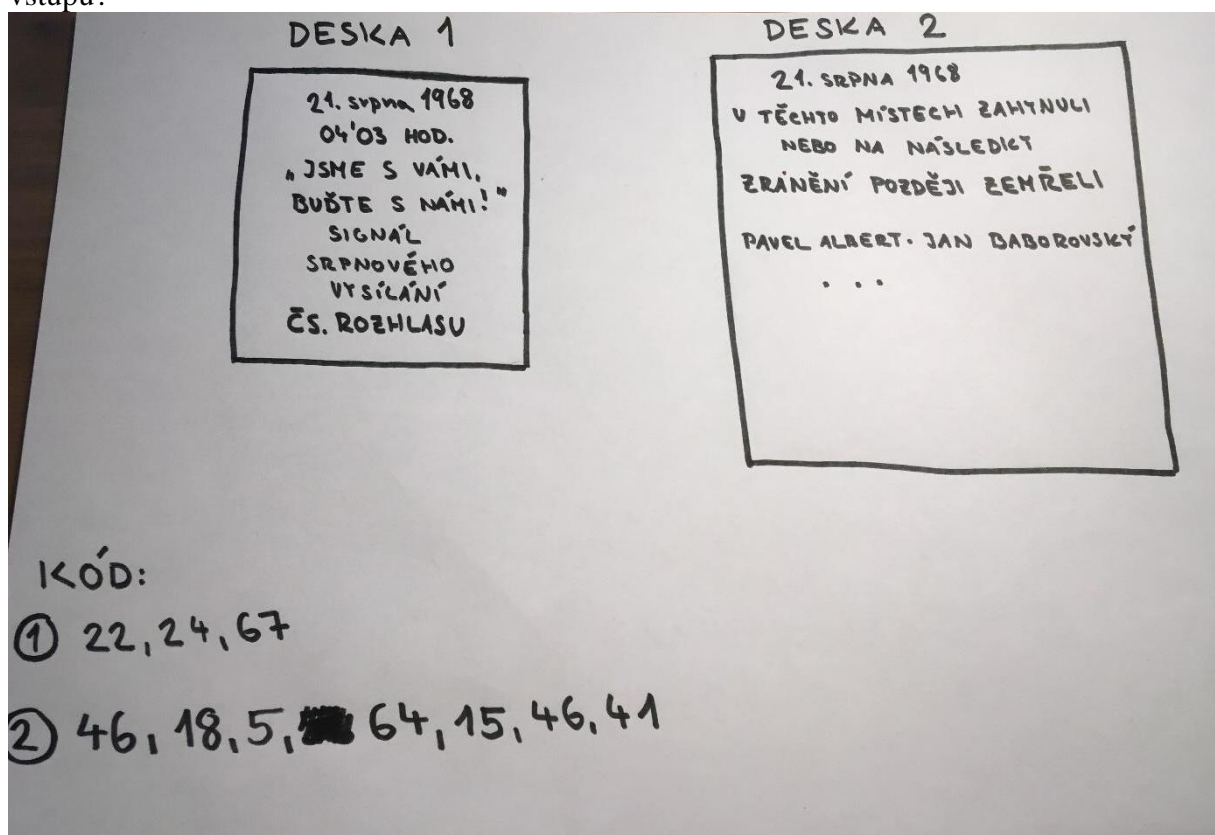 vstupu?
DESKA 1
21. srpna 1968
04'03 HOD.
„JSME S VÁMI,
BUĎTE S NÁMI!"
SIGNÁL
SRPNOVÉHO
VYSÍLÁNÍ
ČS. ROZHLASU
DESKA 2
21. SRPNA 1968
V TĚCHTO MÍSTECH ZAHYNULI
NEBO NA NÁSLEDKY
ZRANĚNÍ POZDĚJI ZEMŘELI
PAVEL ALBERT. JAN BABOROVSKÝ
...
KÓD:
1 22, 24, 67
2 46, 18, 5, 64, 15, 46, 41